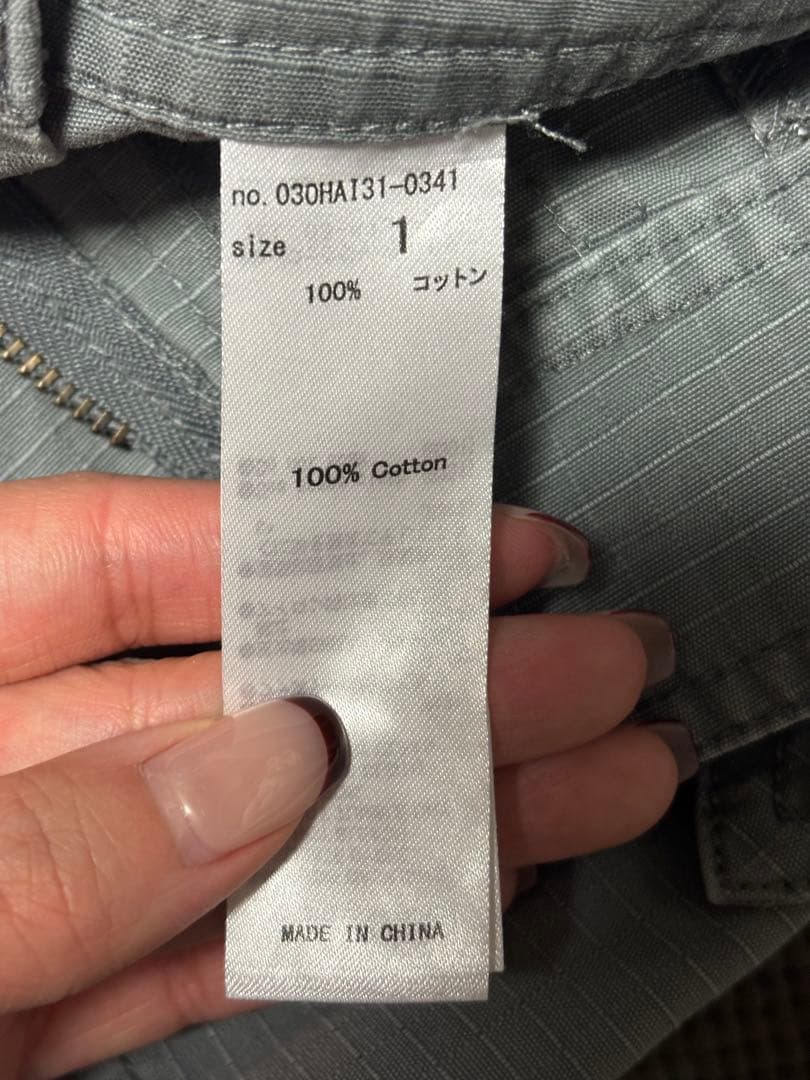 no. 030HAI31-0341
size 1
100% コットン
100% Cotton
MADE IN CHINA